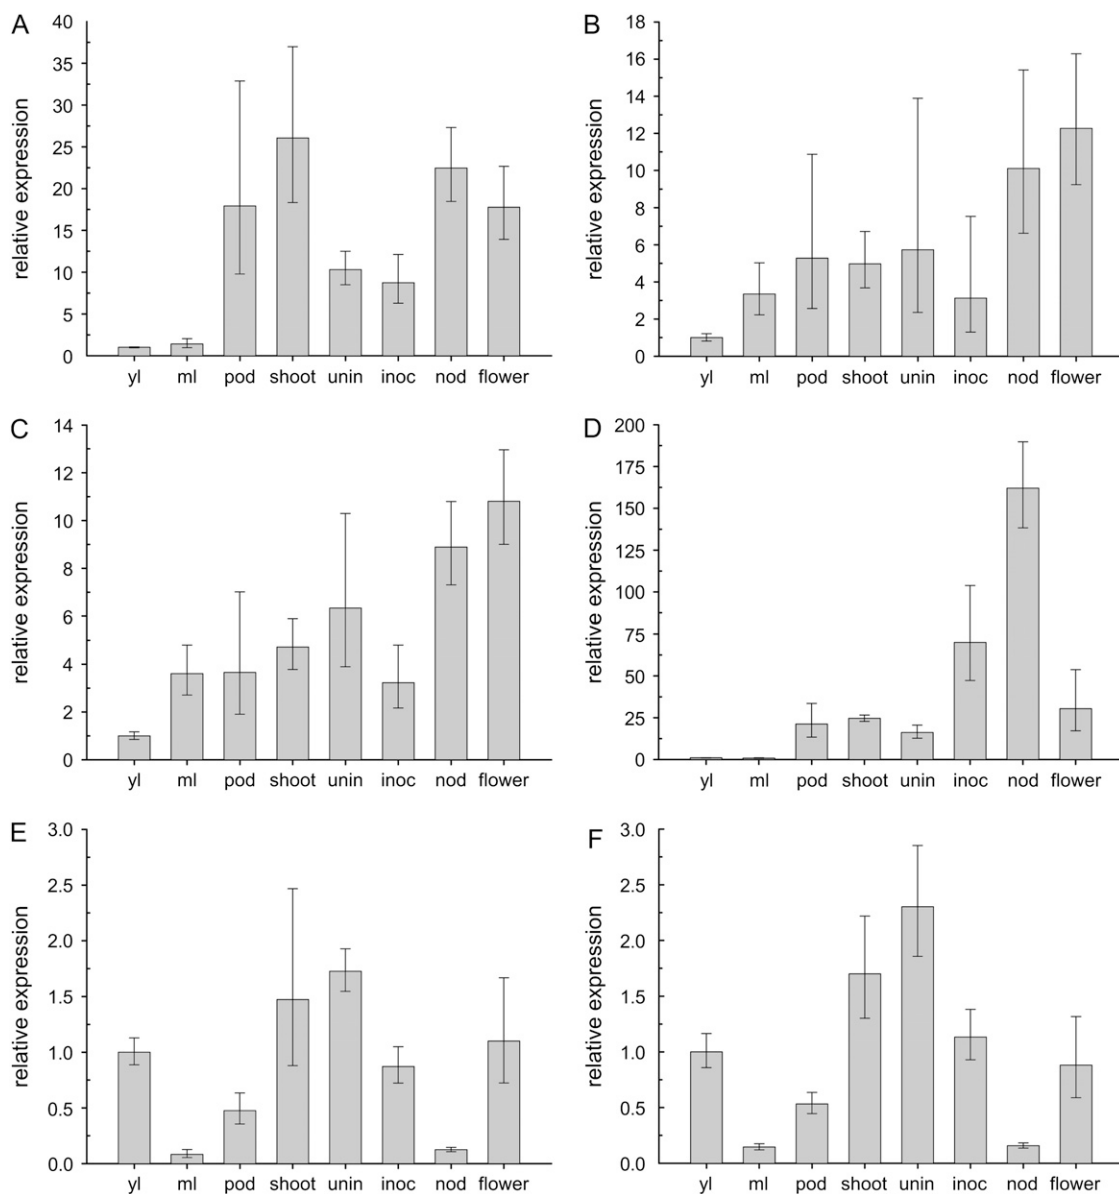 A
relative expression
40
35
30
25
20
15
10
5
0
yl ml pod shoot unin inoc nod flower
B
relative expression
18
16
14
12
10
8
6
4
2
0
yl ml pod shoot unin inoc nod flower
C
relative expression
14
12
10
8
6
4
2
0
yl ml pod shoot unin inoc nod flower
D
relative expression
200
175
150
125
75
50
25
0
yl ml pod shoot unin inoc nod flower
E
relative expression
3.0
2.5
2.0
1.5
1.0
0.5
0.0
yl ml pod shoot unin inoc nod flower
F
relative expression
3.0
2.5
2.0
1.5
1.0
0.5
0.0
yl ml pod shoot unin inoc nod flower